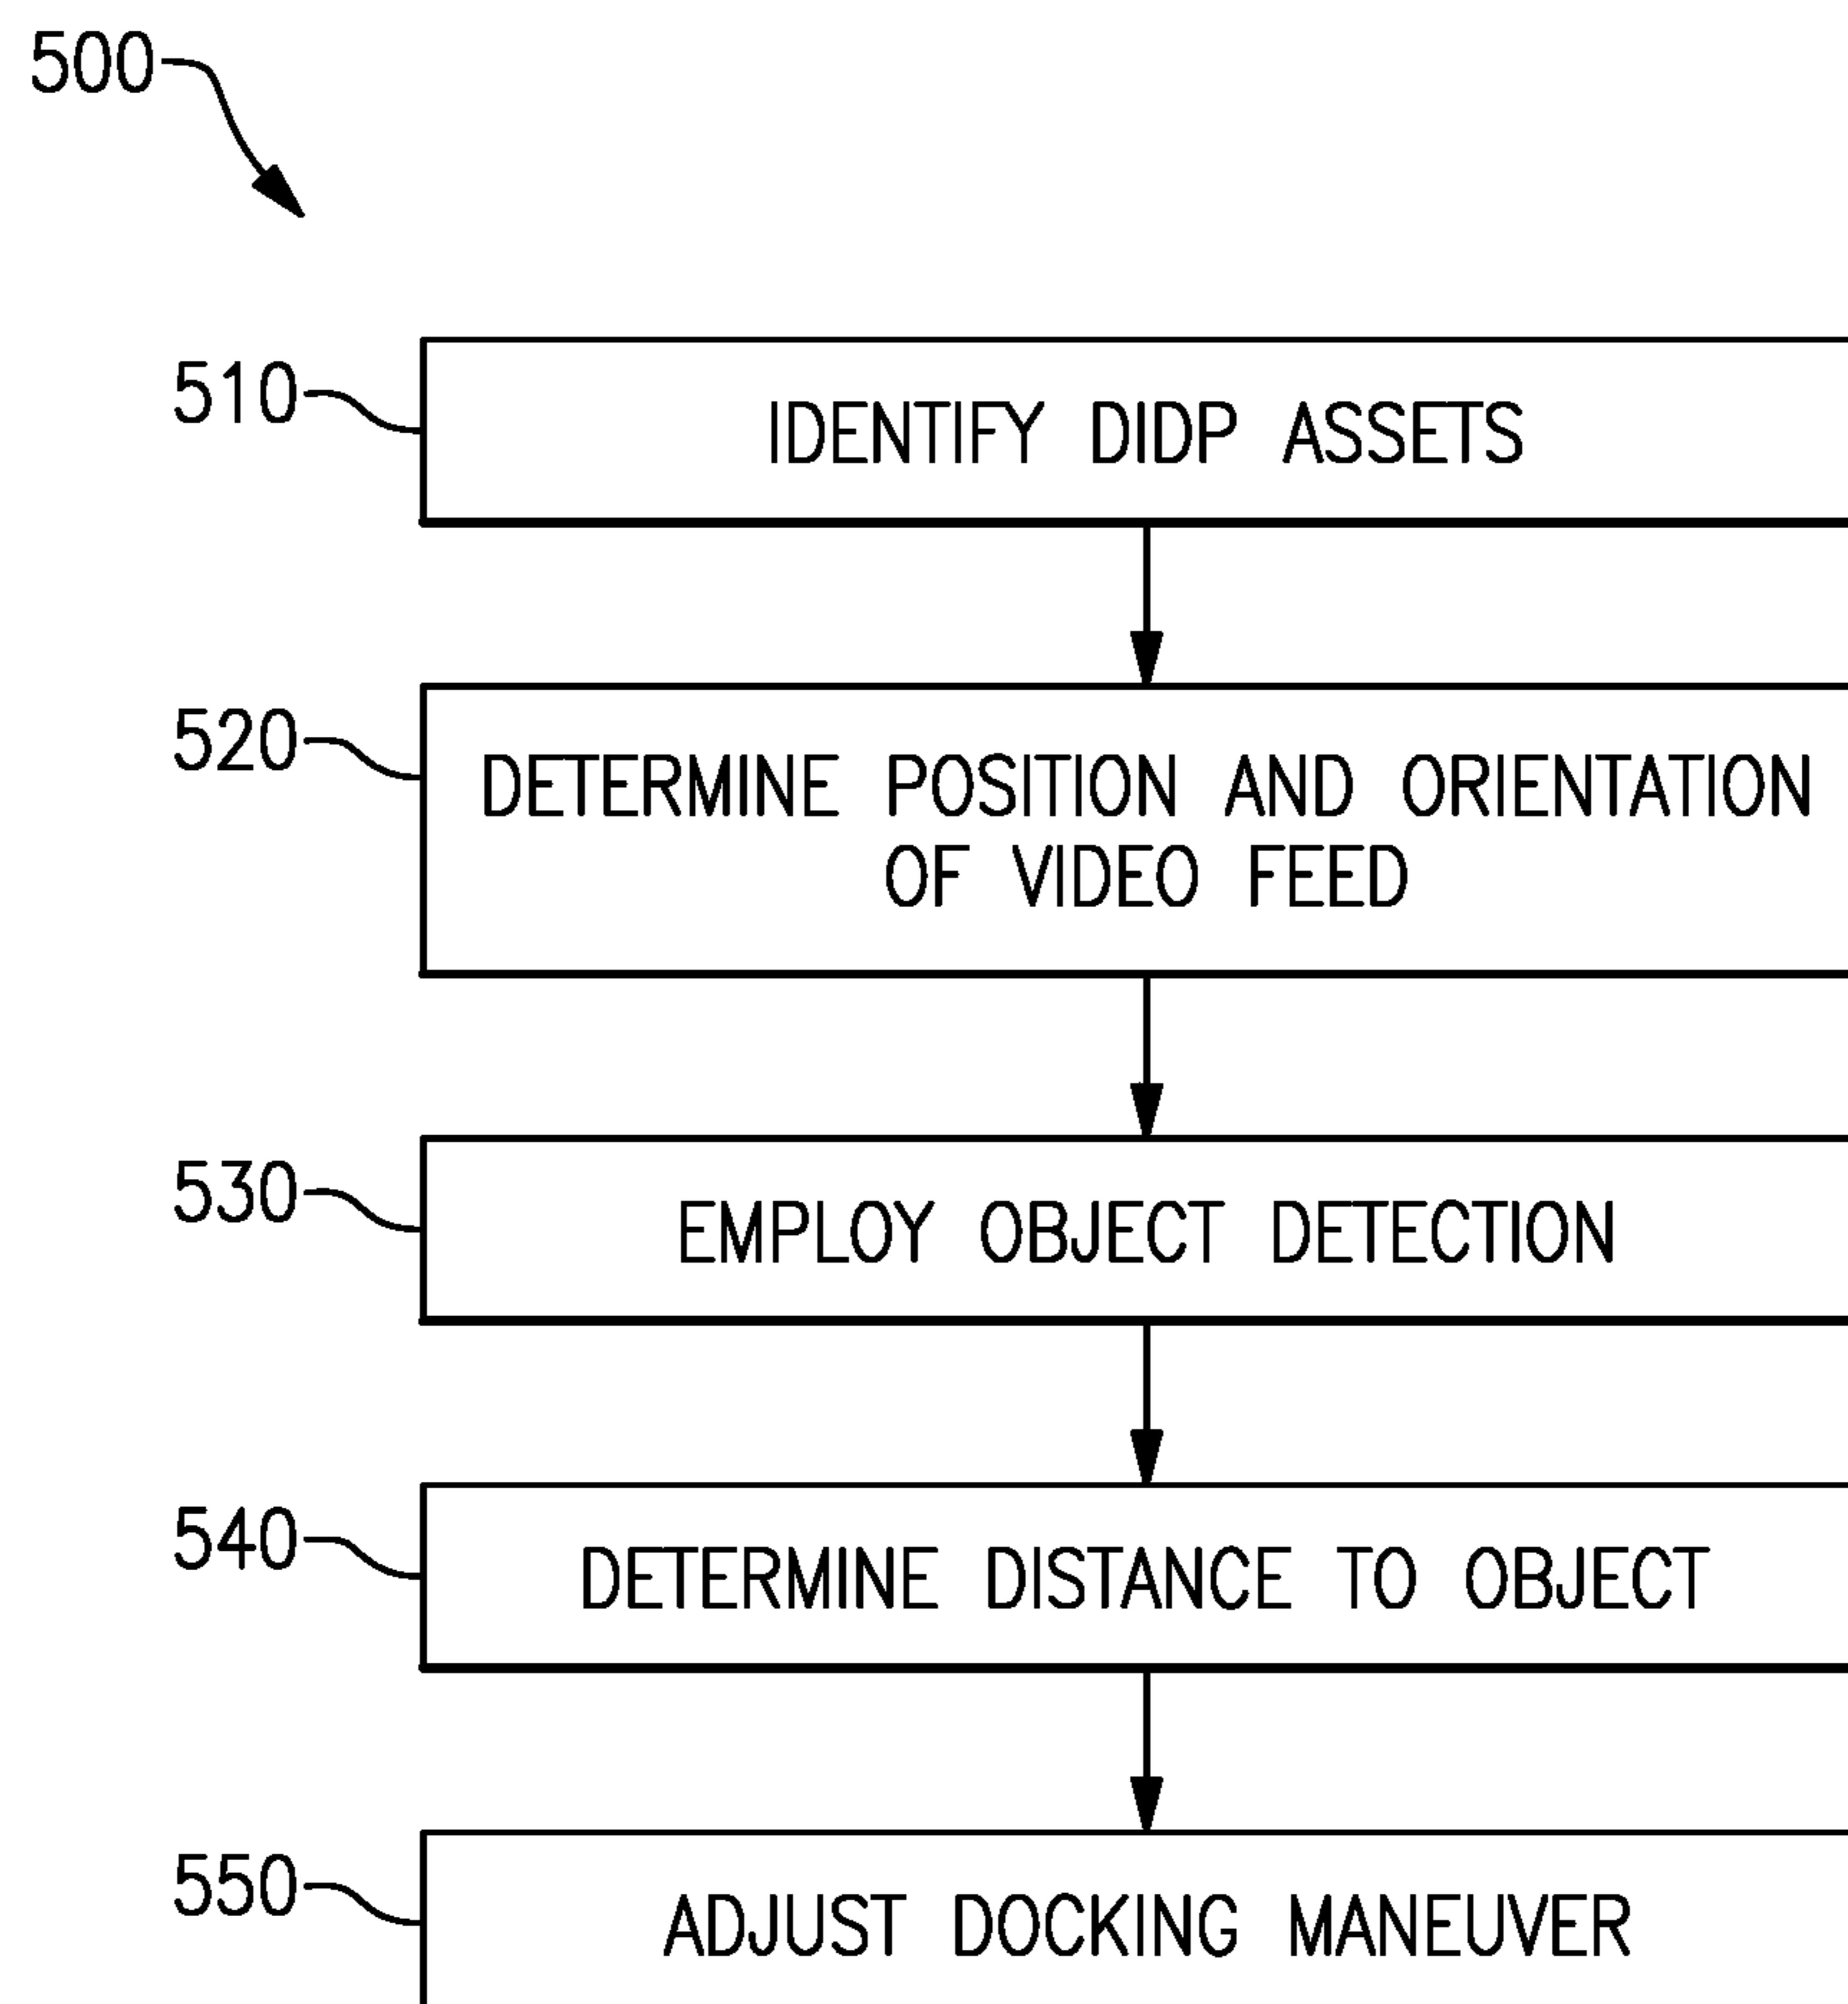 500
510
IDENTIFY DIDP ASSETS
520
DETERMINE POSITION AND ORIENTATION
OF VIDEO FEED
530
EMPLOY OBJECT DETECTION
540
DETERMINE DISTANCE TO OBJECT
550
ADJUST DOCKING MANEUVER